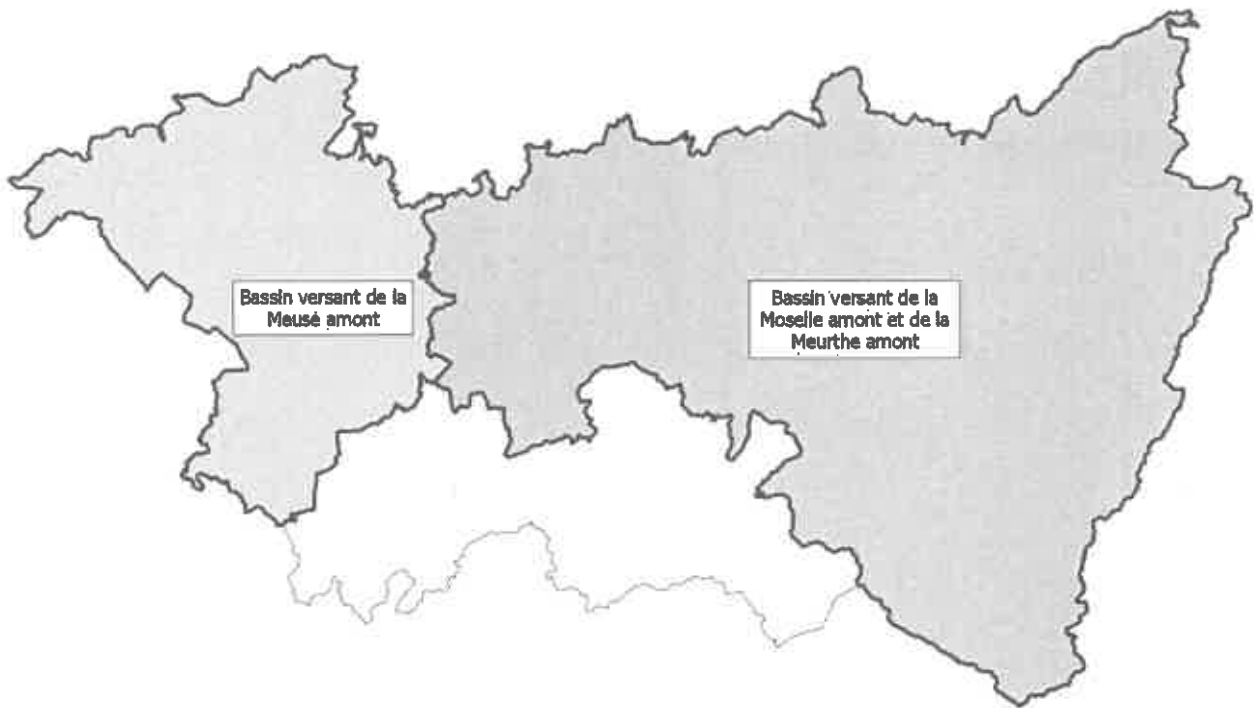 Bassin versant de la
Meuse amont
Bassin versant de la
Moselle amont et de la
Meurthe amont